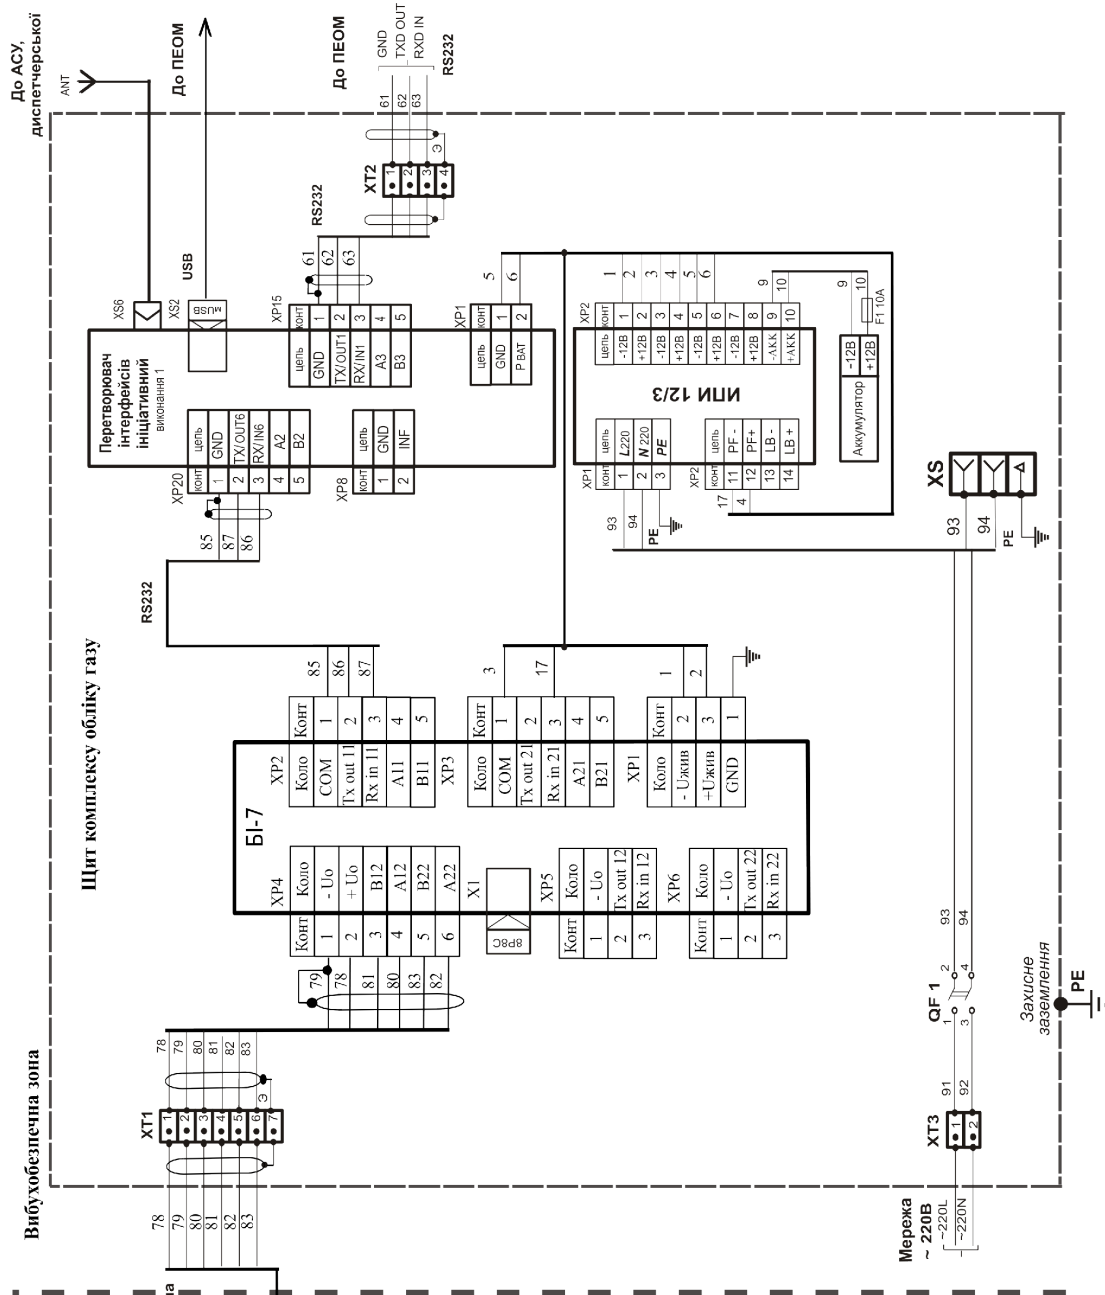 До АСУ,
диспетчерської
ANT
До ПЕОМ
До ПЕОМ
GND
TXD OUT
RXD IN
RS232
61
62
63
Э
XT2
1
2
3
4
RS232
61
62
63
USB
XS6
XS2
мUSB
Перетворювач
інтерфейсів
ініціативний
виконання 1
XP15
цепь конт
GND 1
TX/OUT1 2
RX/IN1 3
A3 4
B3 5
XP1
цепь конт
GND 1
P BAT 2
5
6
XP20
конт цепь
1 GND
2 TX/OUT6
3 RX/IN6
4 A2
5 B2
XP8
конт цепь
1 GND
2 INF
85
87
86
RS232
ИПИ 12/3
XP2
цепь конт
-12В 1
+12В 2
-12В 3
+12В 4
-12В 5
+12В 6
-12В 7
+12В 8
-АКК 9
+АКК 10
1
2
3
4
5
6
9
10
9
10
F1 10А
Аккумулятор
-12В
+12В
XP1
конт цепь
1 L220
2 N 220
3 PE
XP2
конт цепь
11 PF -
12 PF+
13 LB -
14 LB +
17
4
93
94
PE
XS
93
94
PE
Щит комплексу обліку газу
БІ-7
XP2
Коло Конт
COM 1
Tx out 11 2
Rx in 11 3
A11 4
B11 5
85
86
87
XP3
Коло Конт
COM 1
Tx out 21 2
Rx in 21 3
A21 4
B21 5
3
17
XP1
Коло Конт
- Uжив 2
+Uжив 3
GND 1
1
2
XP4
Конт Коло
1 - Uo
2 + Uo
3 B12
4 A12
5 B22
6 A22
X1
8P8C
XP5
Конт Коло
1 - Uo
2 Tx out 12
3 Rx in 12
XP6
Конт Коло
1 - Uo
2 Tx out 22
3 Rx in 22
79
78
81
80
83
82
78
79
80
81
82
83
Э
XT1
1
2
3
4
5
6
7
78
79
80
81
82
83
Вибухобезпечна зона
93
94
2
4
QF 1
1
3
91
92
XT3
1
2
Мережа
~ 220В
~220L
~220N
Захисне
заземлення
PE
на